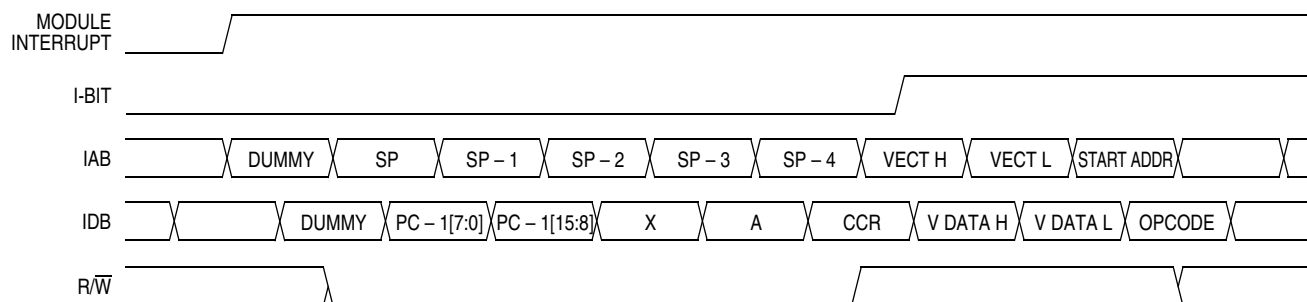 MODULE
INTERRUPT
I-BIT
IAB DUMMY SP SP – 1 SP – 2 SP – 3 SP – 4 VECT H VECT L START ADDR
IDB DUMMY PC – 1[7:0] PC – 1[15:8] X A CCR V DATA H V DATA L OPCODE
R/W̅